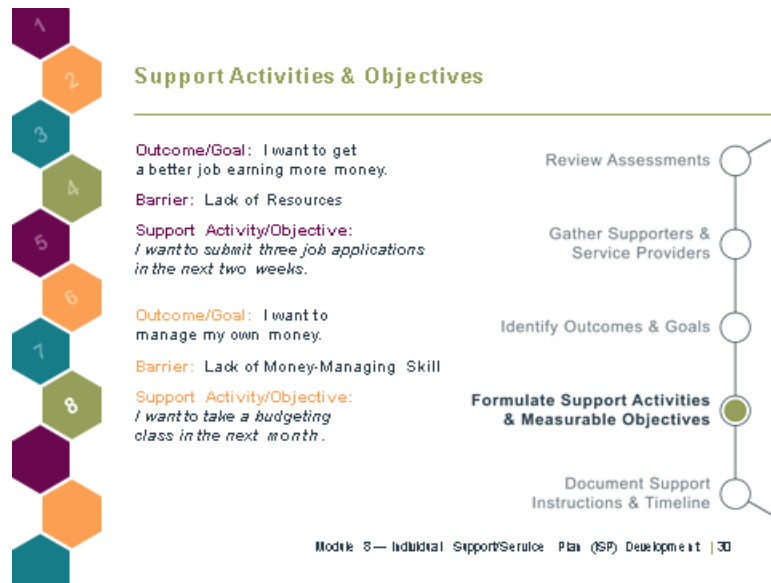 1
2
3
4
5
6
7
8
Support Activities & Objectives
Outcome/Goal: I want to get
a better job earning more money.
Barrier: Lack of Resources
Support Activity/Objective:
I want to submit three job applications
in the next two weeks.
Outcome/Goal: I want to
manage my own money.
Barrier: Lack of Money-Managing Skill
Support Activity/Objective:
I want to take a budgeting
class in the next month.
Review Assessments
Gather Supporters &
Service Providers
Identify Outcomes & Goals
Formulate Support Activities
& Measurable Objectives
Document Support
Instructions & Timeline
Module 8 — Individual Support/Service Plan (ISP) Development | 30